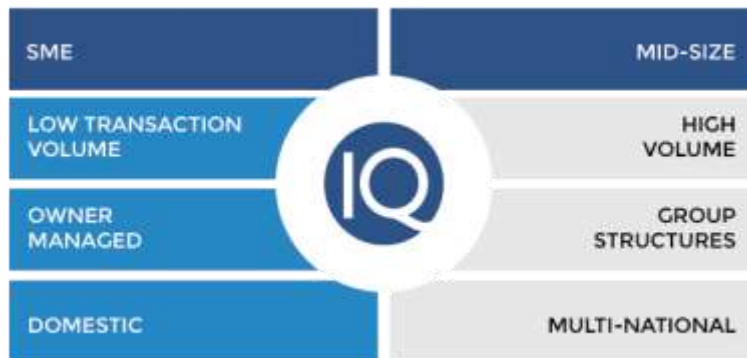 SME
MID-SIZE
LOW TRANSACTION
VOLUME
HIGH
VOLUME
IQ
OWNER
MANAGED
GROUP
STRUCTURES
DOMESTIC
MULTI-NATIONAL